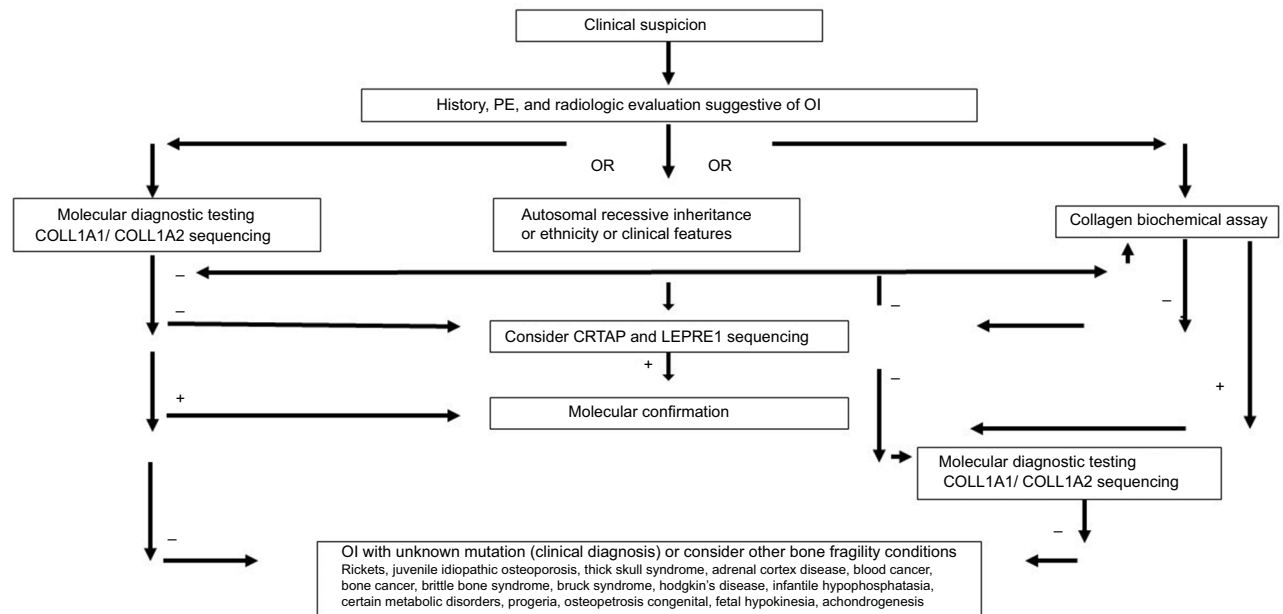 Clinical suspicion
History, PE, and radiologic evaluation suggestive of OI
OR
OR
Molecular diagnostic testing
COLL1A1/ COLL1A2 sequencing
Autosomal recessive inheritance
or ethnicity or clinical features
Collagen biochemical assay
–
–
–
–
Consider CRTAP and LEPRE1 sequencing
+
–
+
+
Molecular confirmation
Molecular diagnostic testing
COLL1A1/ COLL1A2 sequencing
–
–
OI with unknown mutation (clinical diagnosis) or consider other bone fragility conditions
Rickets, juvenile idiopathic osteoporosis, thick skull syndrome, adrenal cortex disease, blood cancer,
bone cancer, brittle bone syndrome, bruck syndrome, hodgkin's disease, infantile hypophosphatasia,
certain metabolic disorders, progeria, osteopetrosis congenital, fetal hypokinesia, achondrogenesis